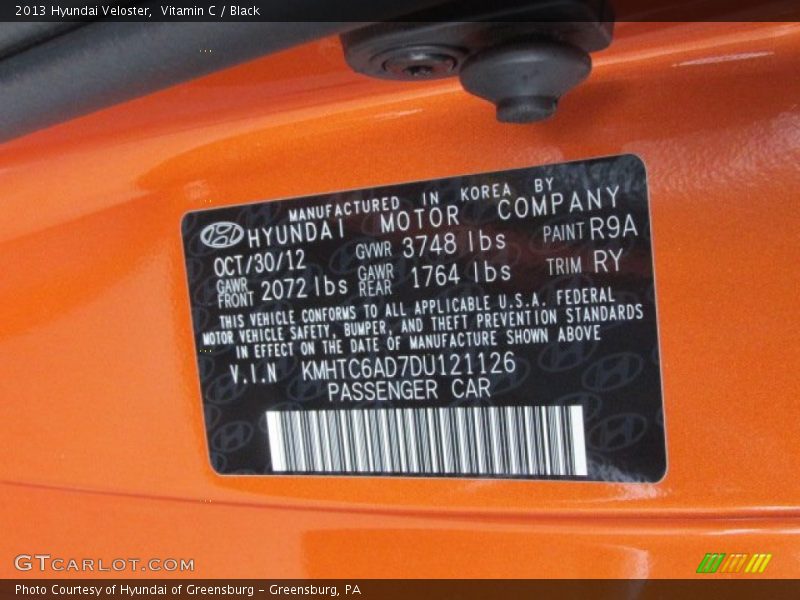 2013 Hyundai Veloster,  Vitamin C / Black
MANUFACTURED IN KOREA BY
HYUNDAI MOTOR COMPANY
OCT/30/12 GVWR 3748 lbs PAINT R9A
GAWR FRONT 2072 lbs GAWR REAR 1764 lbs TRIM RY
THIS VEHICLE CONFORMS TO ALL APPLICABLE U.S.A. FEDERAL
MOTOR VEHICLE SAFETY, BUMPER, AND THEFT PREVENTION STANDARDS
IN EFFECT ON THE DATE OF MANUFACTURE SHOWN ABOVE
V.I.N KMHTC6AD7DU121126
PASSENGER CAR
GTCARLOT.COM
Photo Courtesy of Hyundai of Greensburg – Greensburg, PA